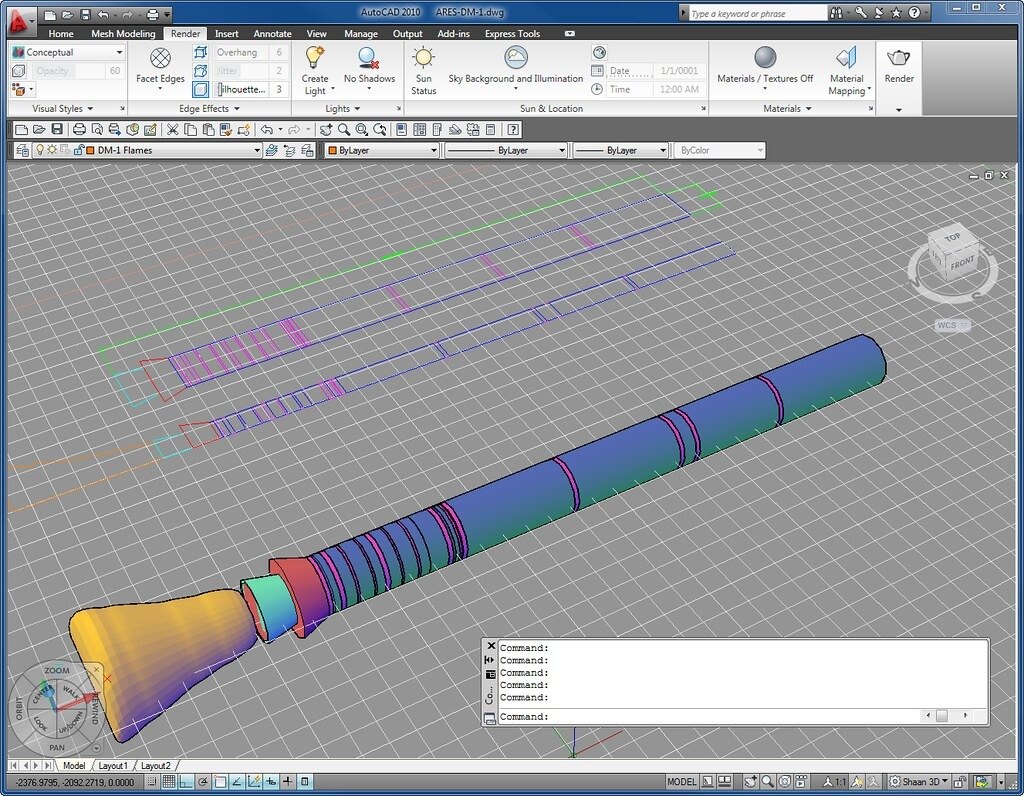 AutoCAD 2010 ARES-DM-1.dwg
Type a keyword or phrase
Home Mesh Modeling Render Insert Annotate View Manage Output Add-ins Express Tools
Conceptual
Opacity 60
Visual Styles
Facet Edges
Overhang 6
Jitter 2
ilhouette... 3
Edge Effects
Create Light
No Shadows
Lights
Sun Status
Sky Background and Illumination
Date 1/1/0001
Time 12:00 AM
Sun & Location
Materials / Textures Off
Material Mapping
Materials
Render
DM-1 Flames
ByLayer
ByLayer
ByLayer
ByColor
TOP
FRONT
WCS
ZOOM
ORBIT
CENTER
WALK
REWIND
LOOK
UP/DOWN
PAN
Command:
Command:
Command:
Command:
Command:
Command:
Co...
Model Layout1 Layout2
-2376.9795, -2092.2719, 0.0000
MODEL
1:1
Shaan 3D